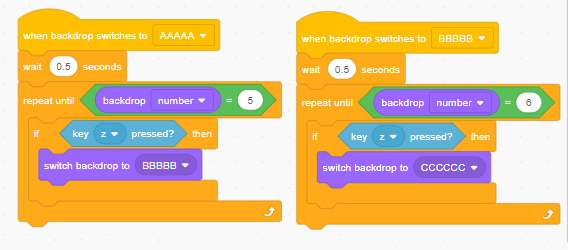 when backdrop switches to AAAAA
wait 0.5 seconds
repeat until backdrop number = 5
if key z pressed? then
switch backdrop to BBBBB
when backdrop switches to BBBBB
wait 0.5 seconds
repeat until backdrop number = 6
if key z pressed? then
switch backdrop to CCCCCC